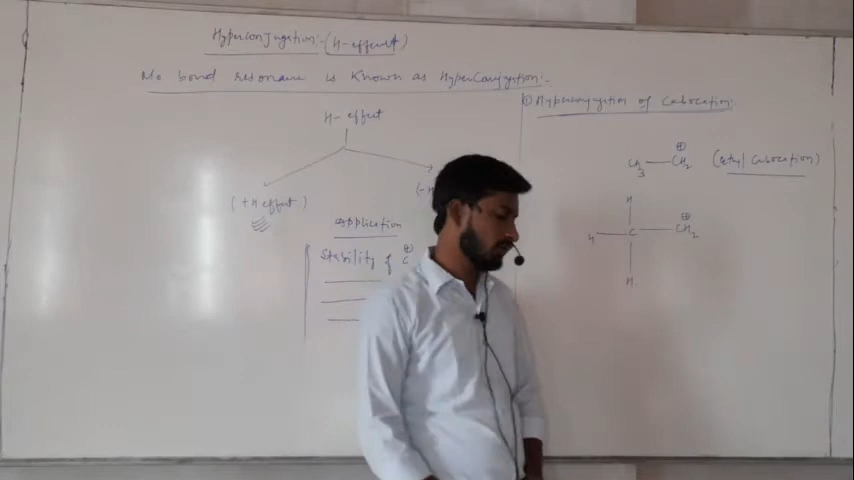 Hyperconjugation:- (H-effect)
No bond resonance is known as Hyperconjugation:-
H- effect
(+H effect)
(-H
Application
Stability of C⊕
① Hyperconjugation of Carbocation:
CH₃—CH₂⊕ (ethyl Carbocation)
H
H—C—CH₂⊕
H